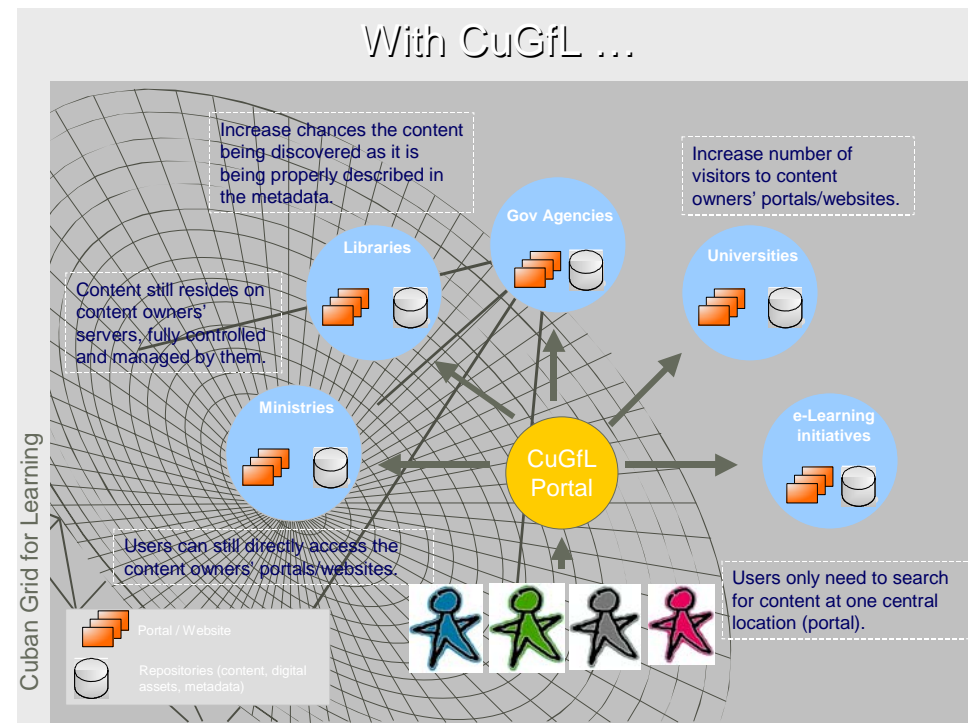 With CuGfL ...
Increase chances the content
being discovered as it is
being properly described in
the metadata.
Increase number of
visitors to content
owners' portals/websites.
Gov Agencies
Libraries
Universities
Content still resides on
content owners'
servers, fully controlled
and managed by them.
Ministries
e-Learning
initiatives
CuGfL
Portal
Users can still directly access the
content owners' portals/websites.
Users only need to search
for content at one central
location (portal).
Portal / Website
Repositories (content, digital
assets, metadata)
Cuban Grid for Learning